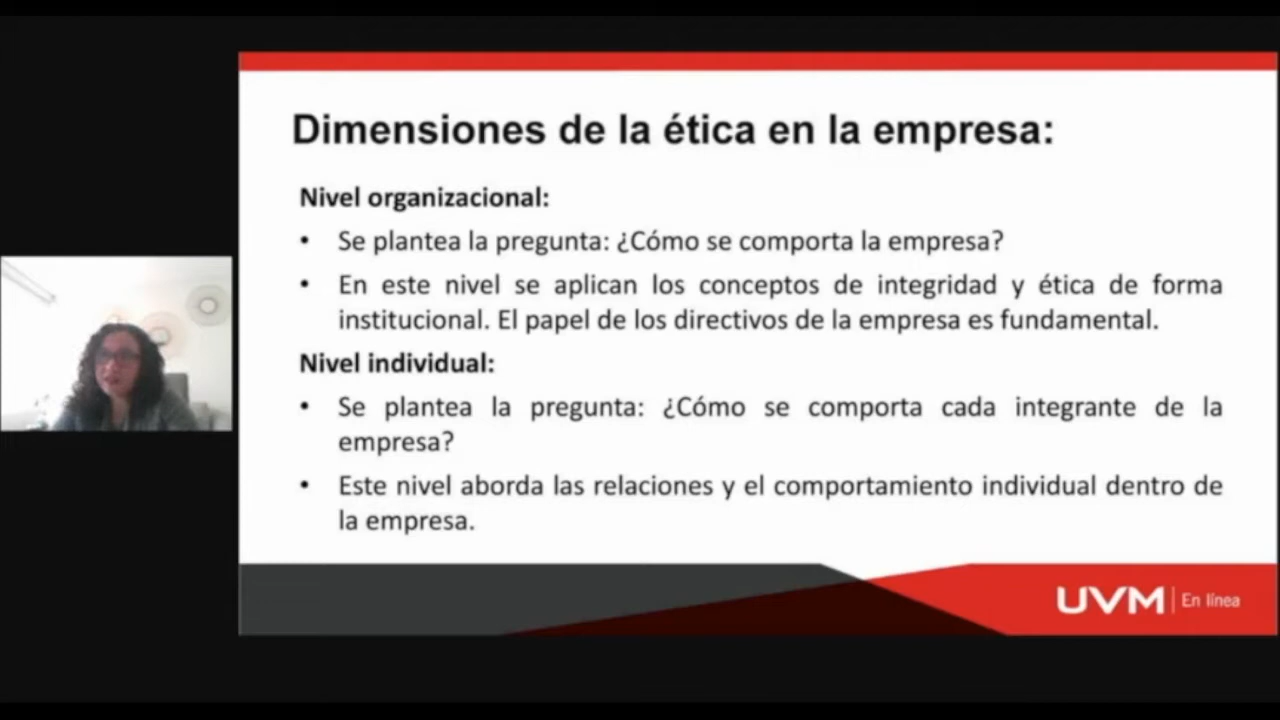 Dimensiones de la ética en la empresa:
Nivel organizacional:
• Se plantea la pregunta: ¿Cómo se comporta la empresa?
• En este nivel se aplican los conceptos de integridad y ética de forma
institucional. El papel de los directivos de la empresa es fundamental.
Nivel individual:
• Se plantea la pregunta: ¿Cómo se comporta cada integrante de la
empresa?
• Este nivel aborda las relaciones y el comportamiento individual dentro de
la empresa.
UVM | En línea